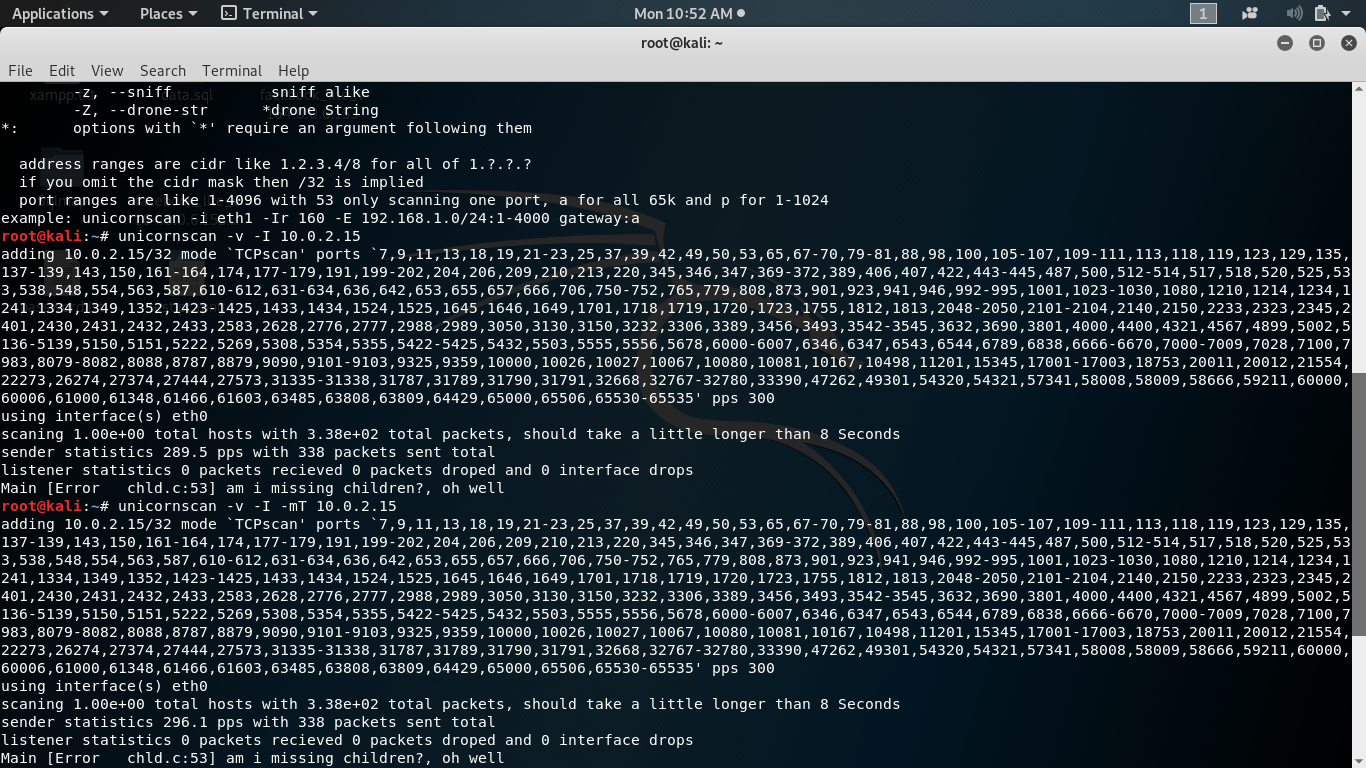 Applications Places Terminal Mon 10:52 AM 1
root@kali: ~
File Edit View Search Terminal Help
-z, --sniff sniff alike
-Z, --drone-str *drone String
*: options with `*' require an argument following them
address ranges are cidr like 1.2.3.4/8 for all of 1.?.?.?
if you omit the cidr mask then /32 is implied
port ranges are like 1-4096 with 53 only scanning one port, a for all 65k and p for 1-1024
example: unicornscan -i eth1 -Ir 160 -E 192.168.1.0/24:1-4000 gateway:a
root@kali:~# unicornscan -v -I 10.0.2.15
adding 10.0.2.15/32 mode `TCPscan' ports `7,9,11,13,18,19,21-23,25,37,39,42,49,50,53,65,67-70,79-81,88,98,100,105-107,109-111,113,118,119,123,129,135,
137-139,143,150,161-164,174,177-179,191,199-202,204,206,209,210,213,220,345,346,347,369-372,389,406,407,422,443-445,487,500,512-514,517,518,520,525,53
3,538,548,554,563,587,610-612,631-634,636,642,653,655,657,666,706,750-752,765,779,808,873,901,923,941,946,992-995,1001,1023-1030,1080,1210,1214,1234,1
241,1334,1349,1352,1423-1425,1433,1434,1524,1525,1645,1646,1649,1701,1718,1719,1720,1723,1755,1812,1813,2048-2050,2101-2104,2140,2150,2233,2323,2345,2
401,2430,2431,2432,2433,2583,2628,2776,2777,2988,2989,3050,3130,3150,3232,3306,3389,3456,3493,3542-3545,3632,3690,3801,4000,4400,4321,4567,4899,5002,5
136-5139,5150,5151,5222,5269,5308,5354,5355,5422-5425,5432,5503,5555,5556,5678,6000-6007,6346,6347,6543,6544,6789,6838,6666-6670,7000-7009,7028,7100,7
983,8079-8082,8088,8787,8879,9090,9101-9103,9325,9359,10000,10026,10027,10067,10080,10081,10167,10498,11201,15345,17001-17003,18753,20011,20012,21554,
22273,26274,27374,27444,27573,31335-31338,31787,31789,31790,31791,32668,32767-32780,33390,47262,49301,54320,54321,57341,58008,58009,58666,59211,60000,
60006,61000,61348,61466,61603,63485,63808,63809,64429,65000,65506,65530-65535' pps 300
using interface(s) eth0
scaning 1.00e+00 total hosts with 3.38e+02 total packets, should take a little longer than 8 Seconds
sender statistics 289.5 pps with 338 packets sent total
listener statistics 0 packets recieved 0 packets droped and 0 interface drops
Main [Error chld.c:53] am i missing children?, oh well
root@kali:~# unicornscan -v -I -mT 10.0.2.15
adding 10.0.2.15/32 mode `TCPscan' ports `7,9,11,13,18,19,21-23,25,37,39,42,49,50,53,65,67-70,79-81,88,98,100,105-107,109-111,113,118,119,123,129,135,
137-139,143,150,161-164,174,177-179,191,199-202,204,206,209,210,213,220,345,346,347,369-372,389,406,407,422,443-445,487,500,512-514,517,518,520,525,53
3,538,548,554,563,587,610-612,631-634,636,642,653,655,657,666,706,750-752,765,779,808,873,901,923,941,946,992-995,1001,1023-1030,1080,1210,1214,1234,1
241,1334,1349,1352,1423-1425,1433,1434,1524,1525,1645,1646,1649,1701,1718,1719,1720,1723,1755,1812,1813,2048-2050,2101-2104,2140,2150,2233,2323,2345,2
401,2430,2431,2432,2433,2583,2628,2776,2777,2988,2989,3050,3130,3150,3232,3306,3389,3456,3493,3542-3545,3632,3690,3801,4000,4400,4321,4567,4899,5002,5
136-5139,5150,5151,5222,5269,5308,5354,5355,5422-5425,5432,5503,5555,5556,5678,6000-6007,6346,6347,6543,6544,6789,6838,6666-6670,7000-7009,7028,7100,7
983,8079-8082,8088,8787,8879,9090,9101-9103,9325,9359,10000,10026,10027,10067,10080,10081,10167,10498,11201,15345,17001-17003,18753,20011,20012,21554,
22273,26274,27374,27444,27573,31335-31338,31787,31789,31790,31791,32668,32767-32780,33390,47262,49301,54320,54321,57341,58008,58009,58666,59211,60000,
60006,61000,61348,61466,61603,63485,63808,63809,64429,65000,65506,65530-65535' pps 300
using interface(s) eth0
scaning 1.00e+00 total hosts with 3.38e+02 total packets, should take a little longer than 8 Seconds
sender statistics 296.1 pps with 338 packets sent total
listener statistics 0 packets recieved 0 packets droped and 0 interface drops
Main [Error chld.c:53] am i missing children?, oh well